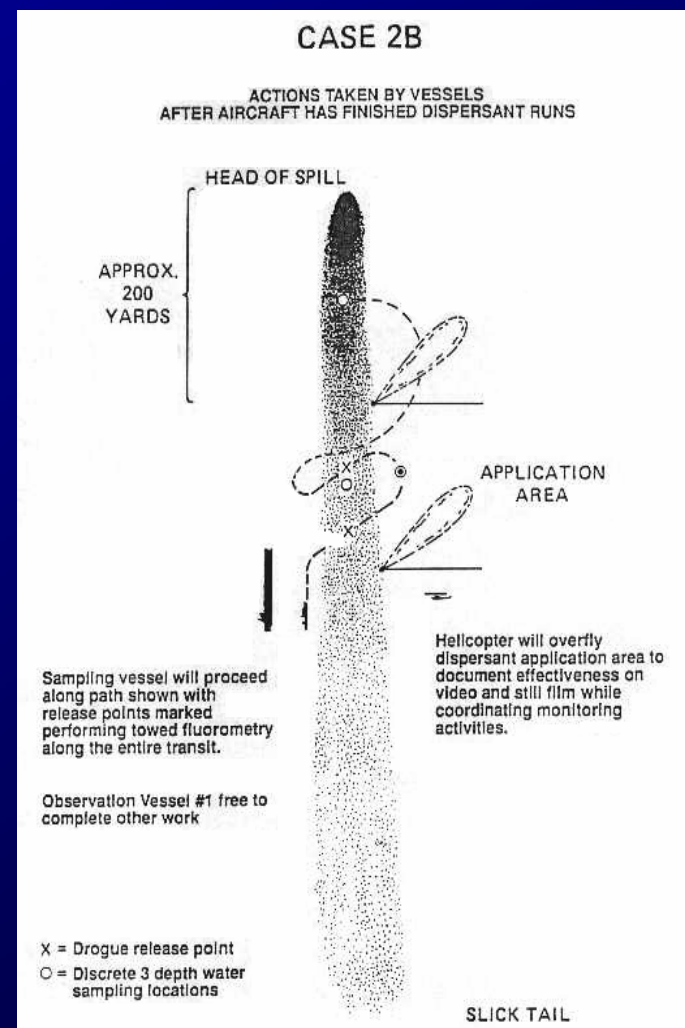 CASE 2B
ACTIONS TAKEN BY VESSELS
AFTER AIRCRAFT HAS FINISHED DISPERSANT RUNS
HEAD OF SPILL
APPROX.
200
YARDS
X
O
APPLICATION
AREA
X
Helicopter will overfly
dispersant application area to
document effectiveness on
video and still film while
coordinating monitoring
activities.
Sampling vessel will proceed
along path shown with
release points marked
performing towed fluorometry
along the entire transit.
Observation Vessel #1 free to
complete other work
X = Drogue release point
O = Discrete 3 depth water
sampling locations
SLICK TAIL